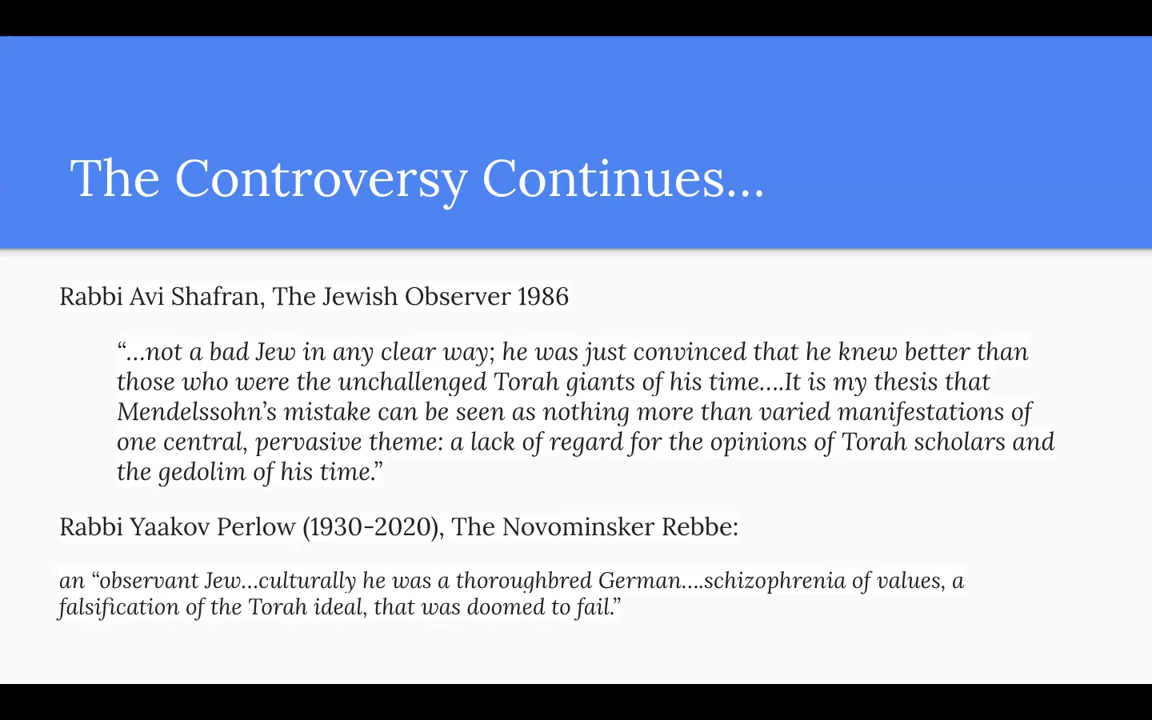 The Controversy Continues...
Rabbi Avi Shafran, The Jewish Observer 1986
“...not a bad Jew in any clear way; he was just convinced that he knew better than
those who were the unchallenged Torah giants of his time....It is my thesis that
Mendelssohn’s mistake can be seen as nothing more than varied manifestations of
one central, pervasive theme: a lack of regard for the opinions of Torah scholars and
the gedolim of his time.”
Rabbi Yaakov Perlow (1930-2020), The Novominsker Rebbe:
an “observant Jew...culturally he was a thoroughbred German....schizophrenia of values, a
falsification of the Torah ideal, that was doomed to fail.”